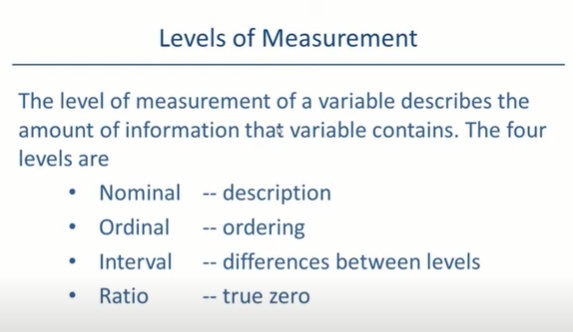 Levels of Measurement
The level of measurement of a variable describes the
amount of information that variable contains. The four
levels are
• Nominal -- description
• Ordinal -- ordering
• Interval -- differences between levels
• Ratio -- true zero